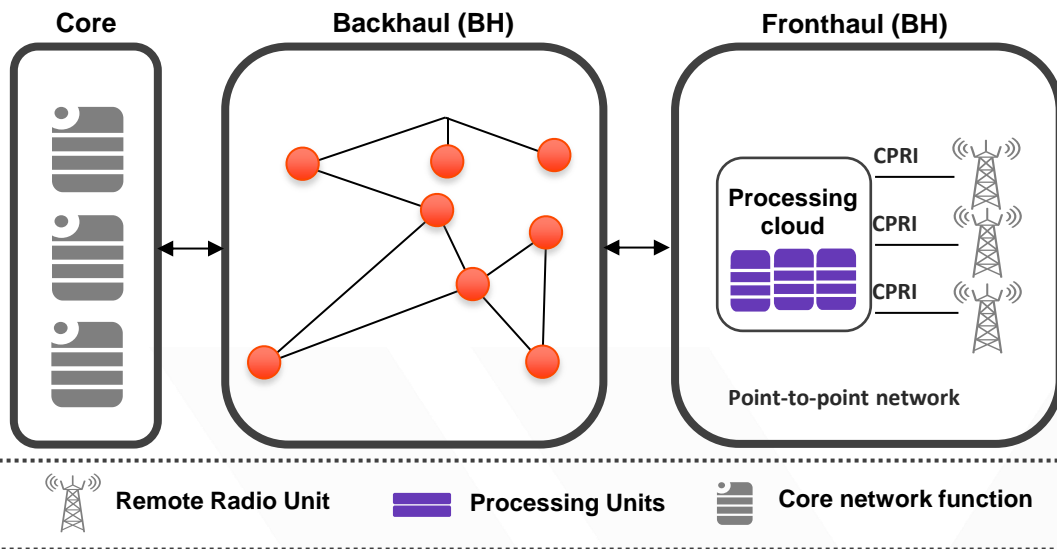 Core
Backhaul (BH)
Fronthaul (BH)
CPRI
Processing
cloud
CPRI
CPRI
Point-to-point network
Remote Radio Unit
Processing Units
Core network function